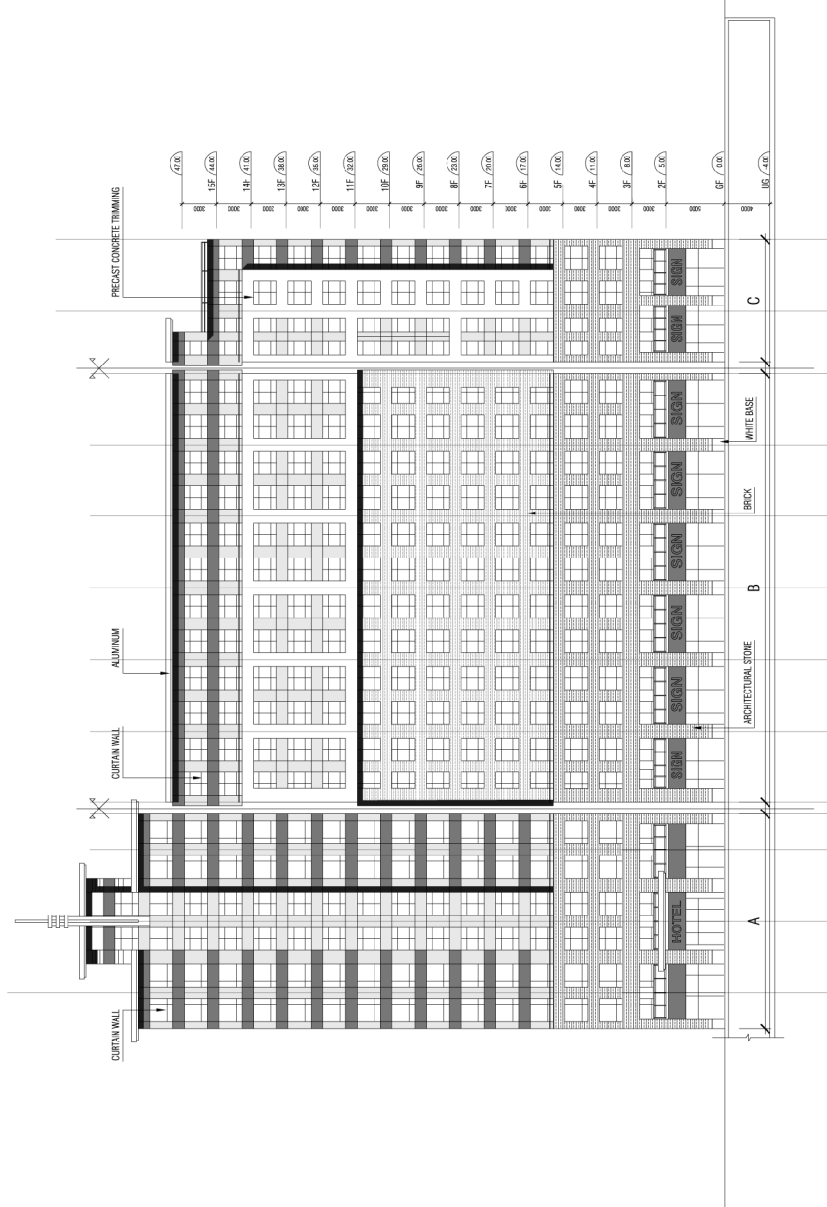 CURTAIN WALL
CURTAIN WALL
ALUMINUM
PRECAST CONCRETE TRIMMING
47.00
3000
15F 44.00
3000
14F 41.00
3000
13F 38.00
3000
12F 35.00
3000
11F 32.00
3000
10F 29.00
3000
9F 26.00
3000
8F 23.00
3000
7F 20.00
3000
6F 17.00
3000
5F 14.00
3000
4F 11.00
3000
3F 8.00
3000
2F 5.00
5000
GF 0.00
4000
UG -4.00
HOTEL
SIGN
SIGN
SIGN
SIGN
SIGN
SIGN
SIGN
SIGN
ARCHITECTURAL STONE
BRICK
WHITE BASE
A
B
C